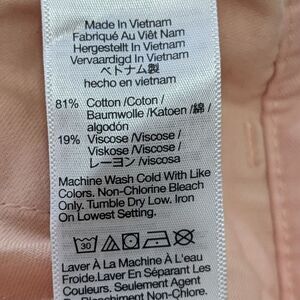 Made In Vietnam
Fabriqué Au Viêt Nam
Hergestellt In Vietnam
Vervaardigd In Vietnam
ベトナム製
hecho en vietnam
81% Cotton /Coton /
Baumwolle /Katoen /綿 /
algodón
19% Viscose /Viscose /
Viskose /Viscose /
レーヨン /viscosa
Machine Wash Cold With Like
Colors. Non-Chlorine Bleach
Only. Tumble Dry Low. Iron
On Lowest Setting.
30
Laver À La Machine À L'eau
Froide.Laver En Séparant Les
Couleurs. Seulement Agent